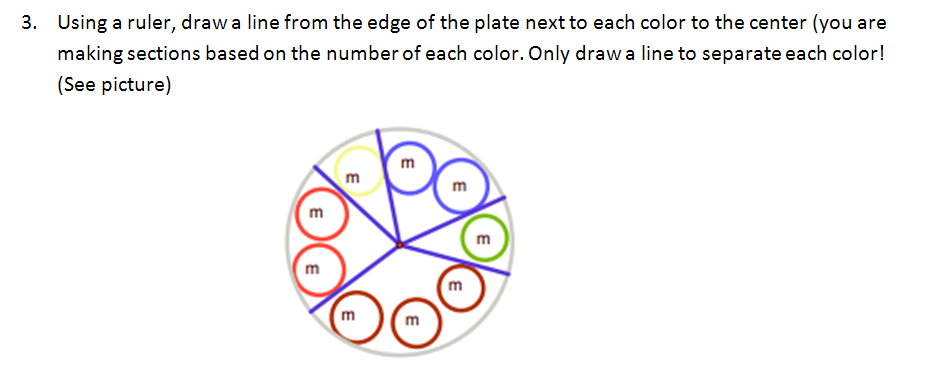 3. Using a ruler, draw a line from the edge of the plate next to each color to the center (you are
making sections based on the number of each color. Only draw a line to separate each color!
(See picture)
m
m
m
m
m
m
m
m
m